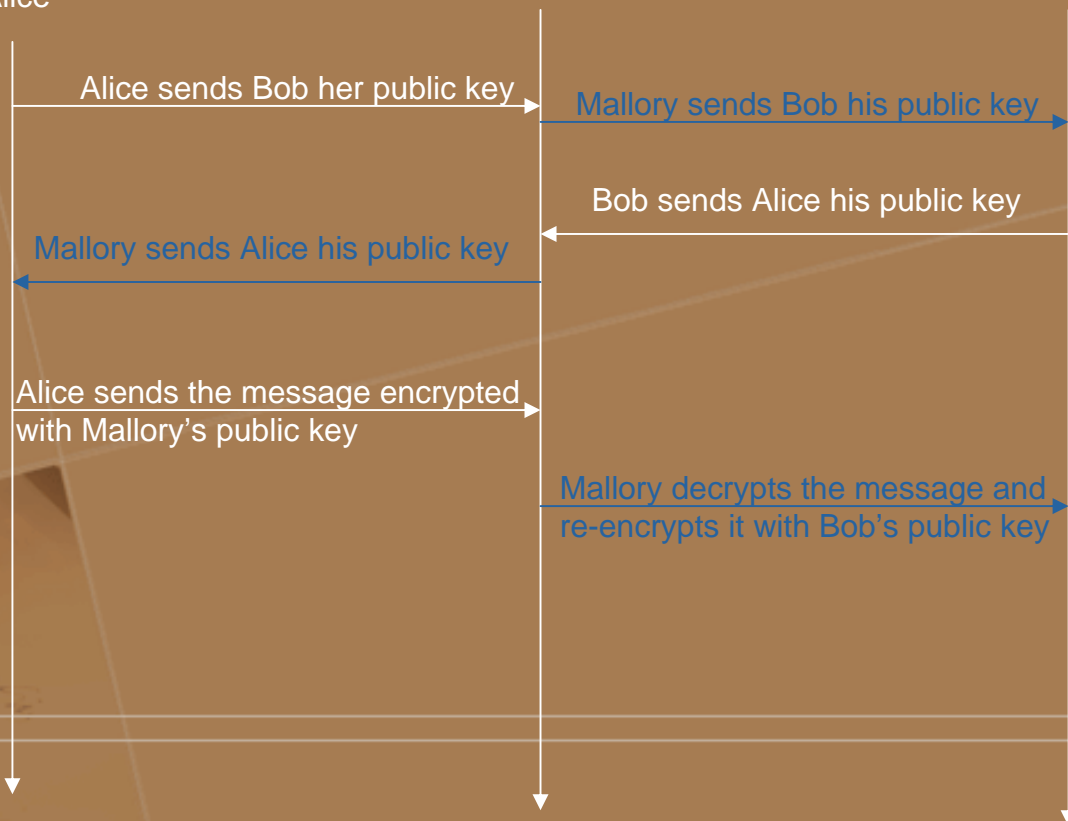 Alice
Alice sends Bob her public key
Mallory sends Bob his public key
Bob sends Alice his public key
Mallory sends Alice his public key
Alice sends the message encrypted
with Mallory's public key
Mallory decrypts the message and
re-encrypts it with Bob's public key